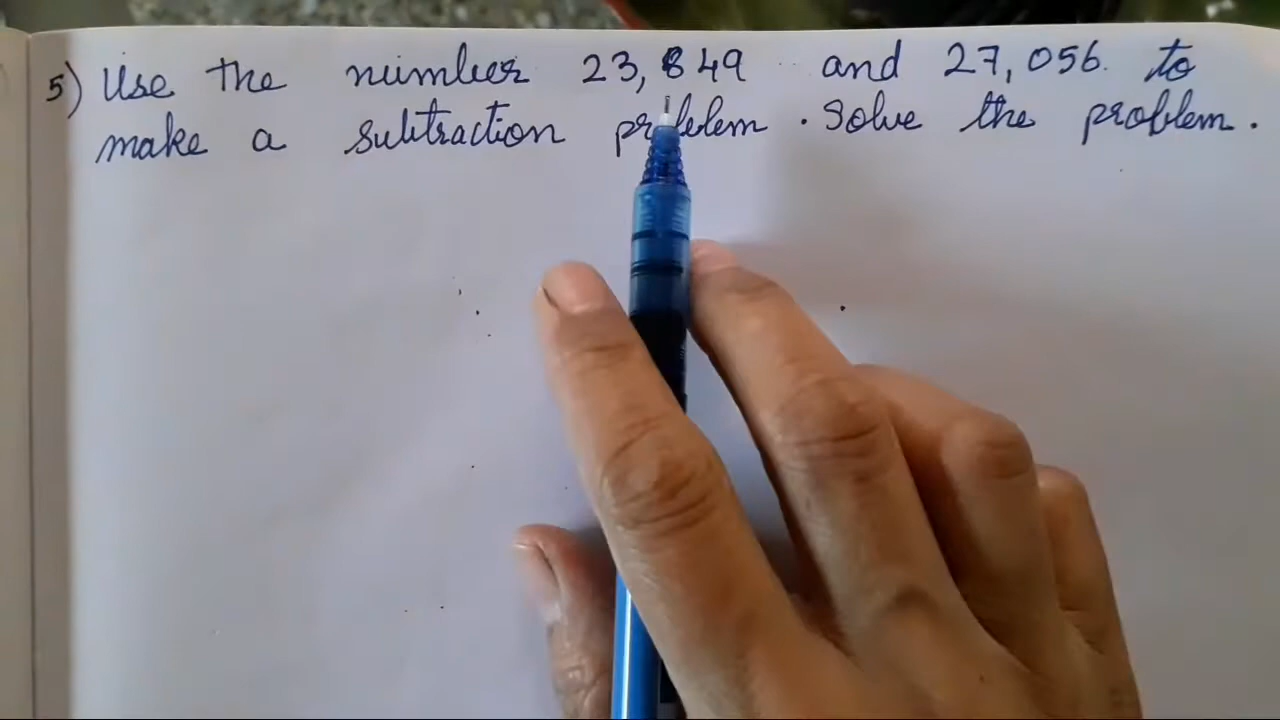 5) Use the number 23,849 and 27,056. to
make a subtraction problem. Solve the problem.